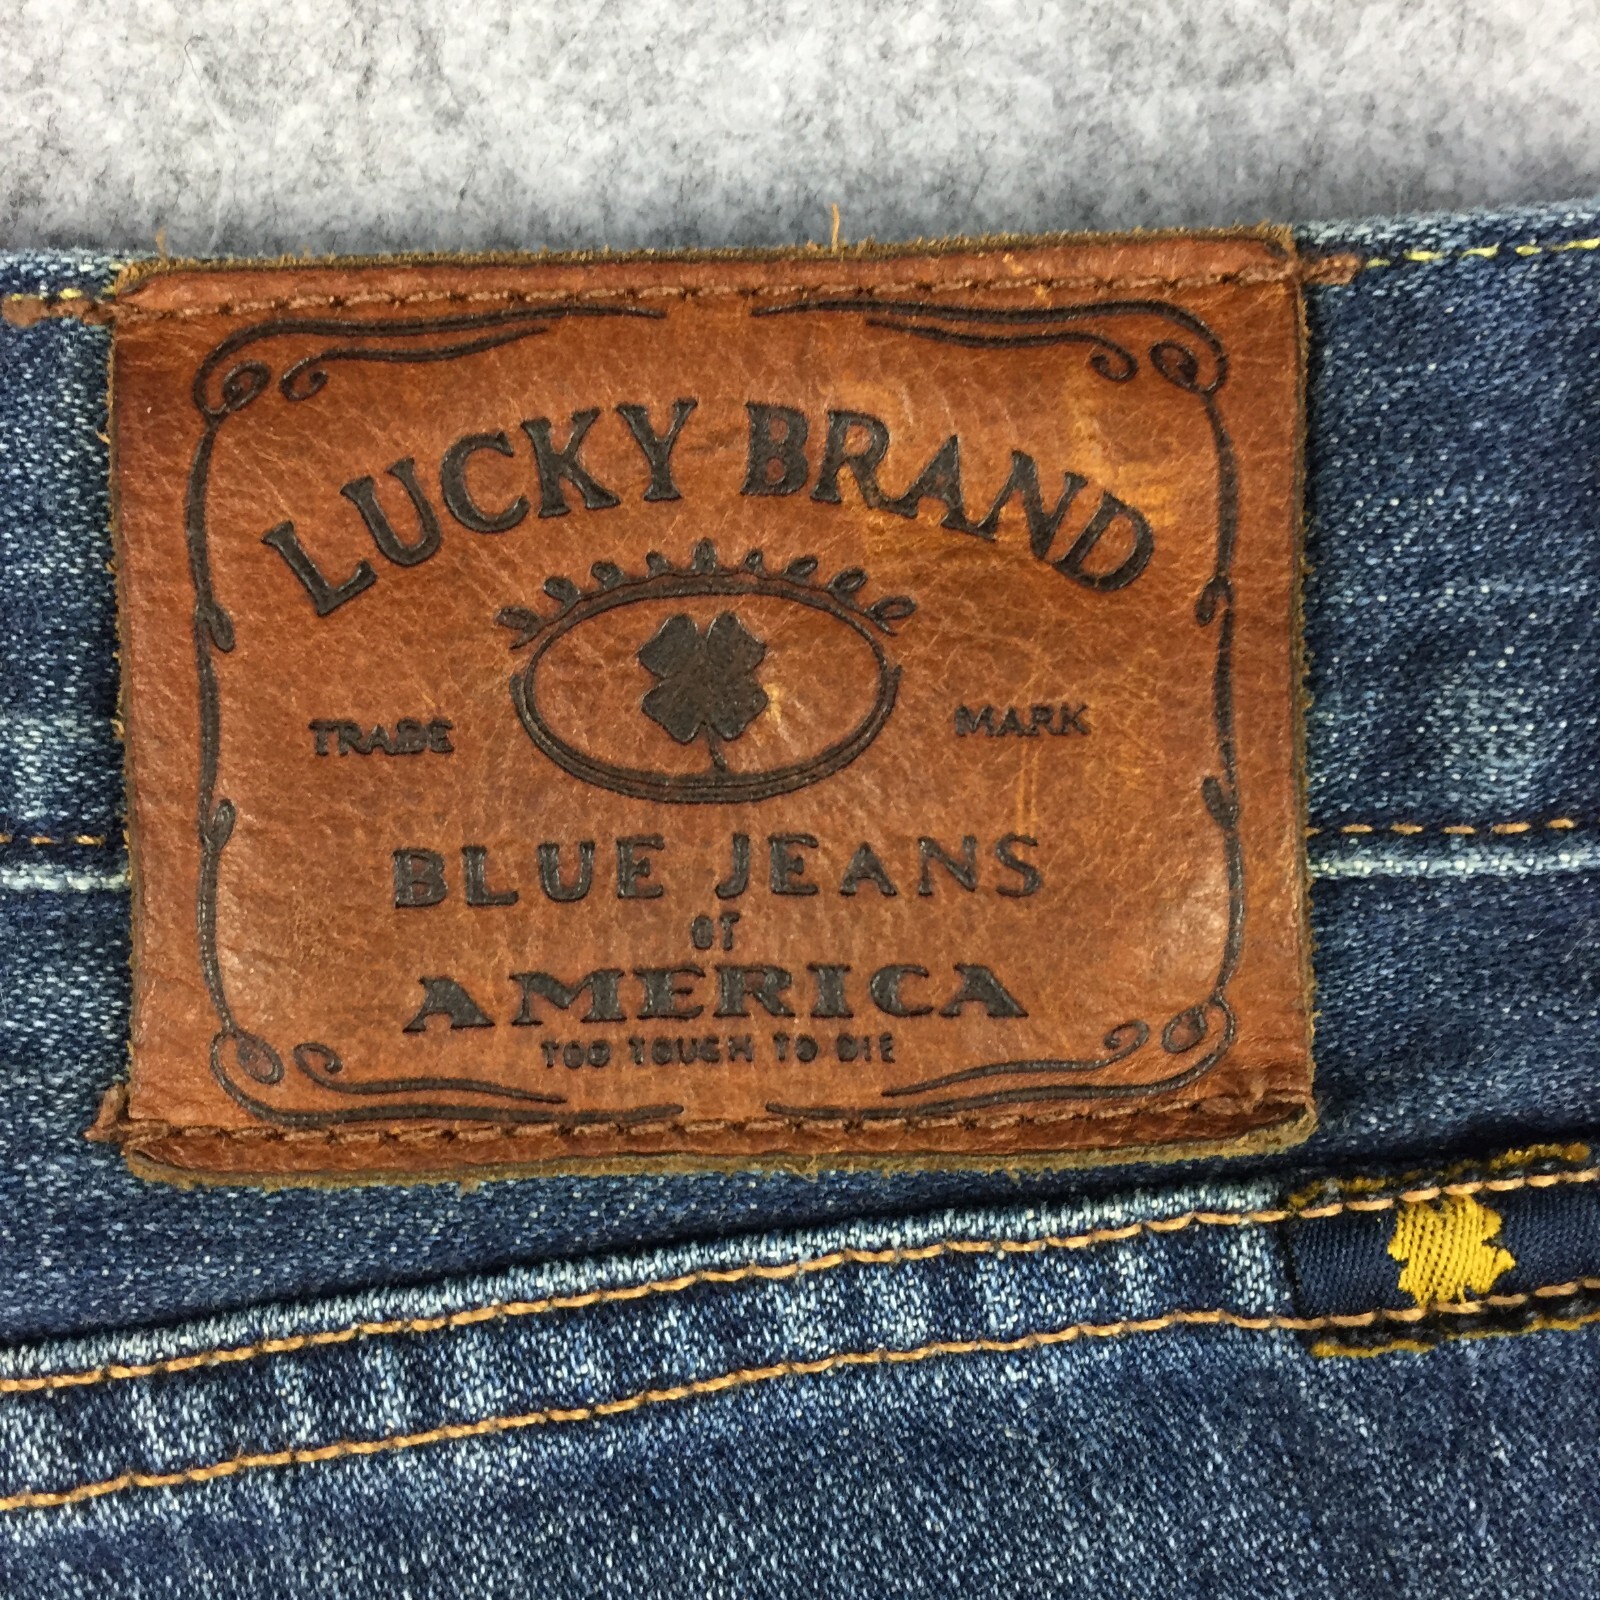 LUCKY BRAND
TRADE MARK
BLUE JEANS
OF
AMERICA
TOO TOUGH TO DIE